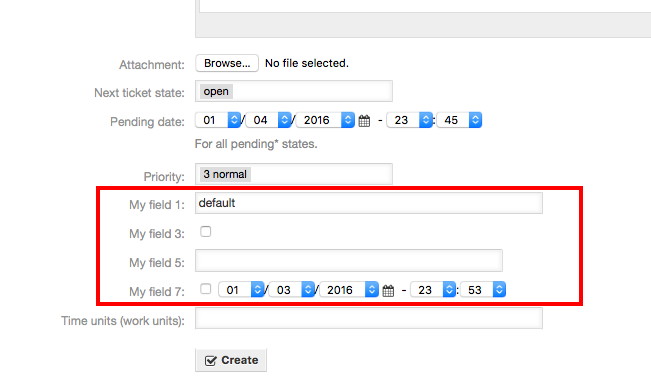 Attachment: Browse... No file selected.
Next ticket state: open
Pending date: 01 / 04 / 2016 - 23 : 45
For all pending* states.
Priority: 3 normal
My field 1: default
My field 3:
My field 5:
My field 7: 01 / 03 / 2016 - 23 : 53
Time units (work units):
Create